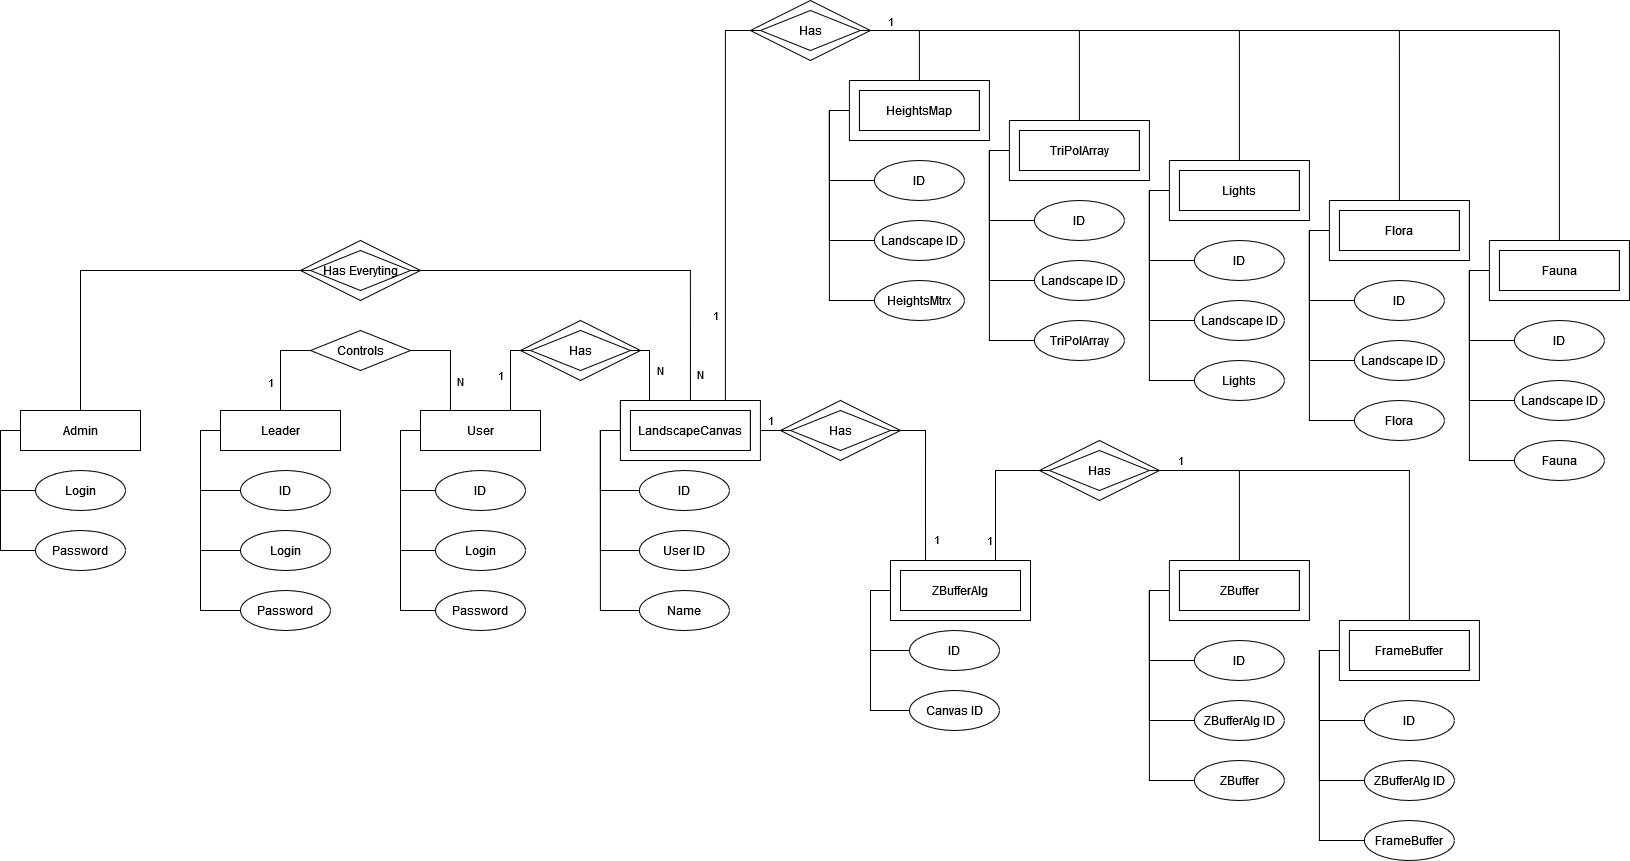 Has
1
HeightsMap
ID
Landscape ID
HeightsMtrx
TriPolArray
ID
Landscape ID
TriPolArray
Lights
ID
Landscape ID
Lights
Flora
ID
Landscape ID
Flora
Fauna
ID
Landscape ID
Fauna
Has Everyting
N
1
Controls
1
N
Has
1
N
Admin
Login
Password
Leader
ID
Login
Password
User
ID
Login
Password
LandscapeCanvas
ID
User ID
Name
1
Has
1
Has
1
1
ZBufferAlg
ID
Canvas ID
ZBuffer
ID
ZBufferAlg ID
ZBuffer
FrameBuffer
ID
ZBufferAlg ID
FrameBuffer